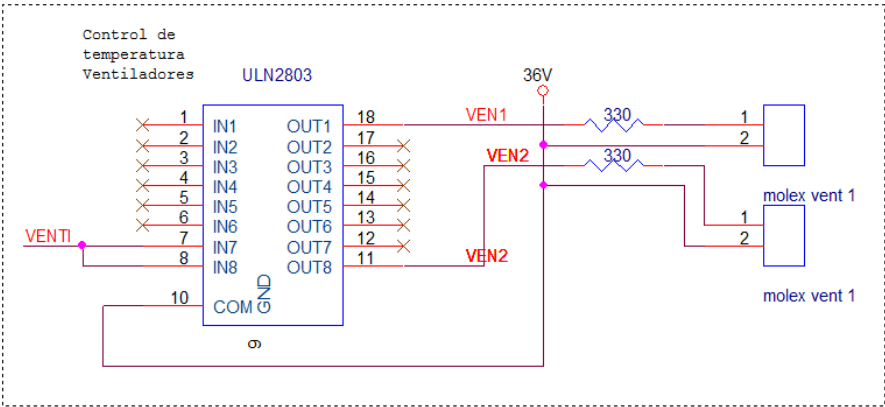 Control de
temperatura
Ventiladores
ULN2803
36V
1 IN1 OUT1 18 VEN1 330 1
2 IN2 OUT2 17 2
3 IN3 OUT3 16 VEN2 330
4 IN4 OUT4 15
5 IN5 OUT5 14 molex vent 1
6 IN6 OUT6 13 1
VENTI 7 IN7 OUT7 12 2
8 IN8 OUT8 11 VEN2
10 COM GND molex vent 1
9